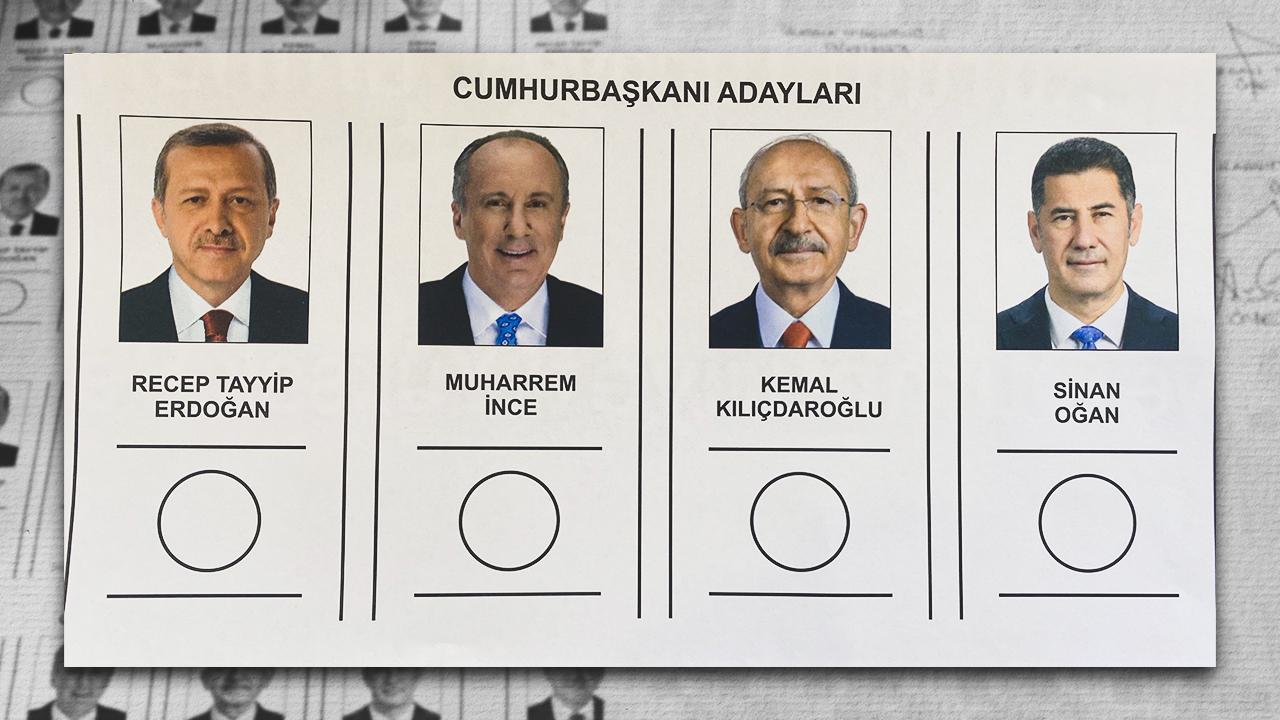 CUMHURBAŞKANI ADAYLARI
RECEP TAYYİP
ERDOĞAN
MUHARREM
İNCE
KEMAL
KILIÇDAROĞLU
SİNAN
OĞAN